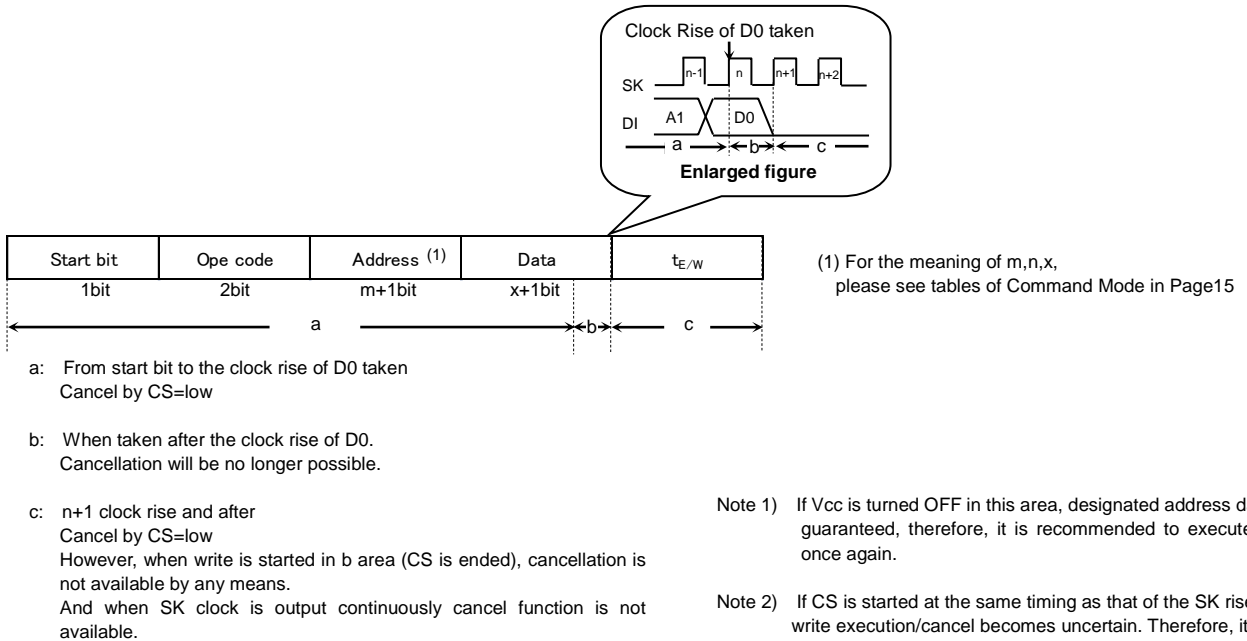 Clock Rise of D0 taken
SK n-1 n n+1 n+2
DI A1 D0
a b c
Enlarged figure
Start bit Ope code Address (1) Data tE/W
1bit 2bit m+1bit x+1bit
a b c
(1) For the meaning of m,n,x,
please see tables of Command Mode in Page15
a: From start bit to the clock rise of D0 taken
Cancel by CS=low
b: When taken after the clock rise of D0.
Cancellation will be no longer possible.
c: n+1 clock rise and after
Cancel by CS=low
However, when write is started in b area (CS is ended), cancellation is
not available by any means.
And when SK clock is output continuously cancel function is not
available.
Note 1) If Vcc is turned OFF in this area, designated address
guaranteed, therefore, it is recommended to execute
once again.
Note 2) If CS is started at the same timing as that of the SK
write execution/cancel becomes uncertain. Therefore, it